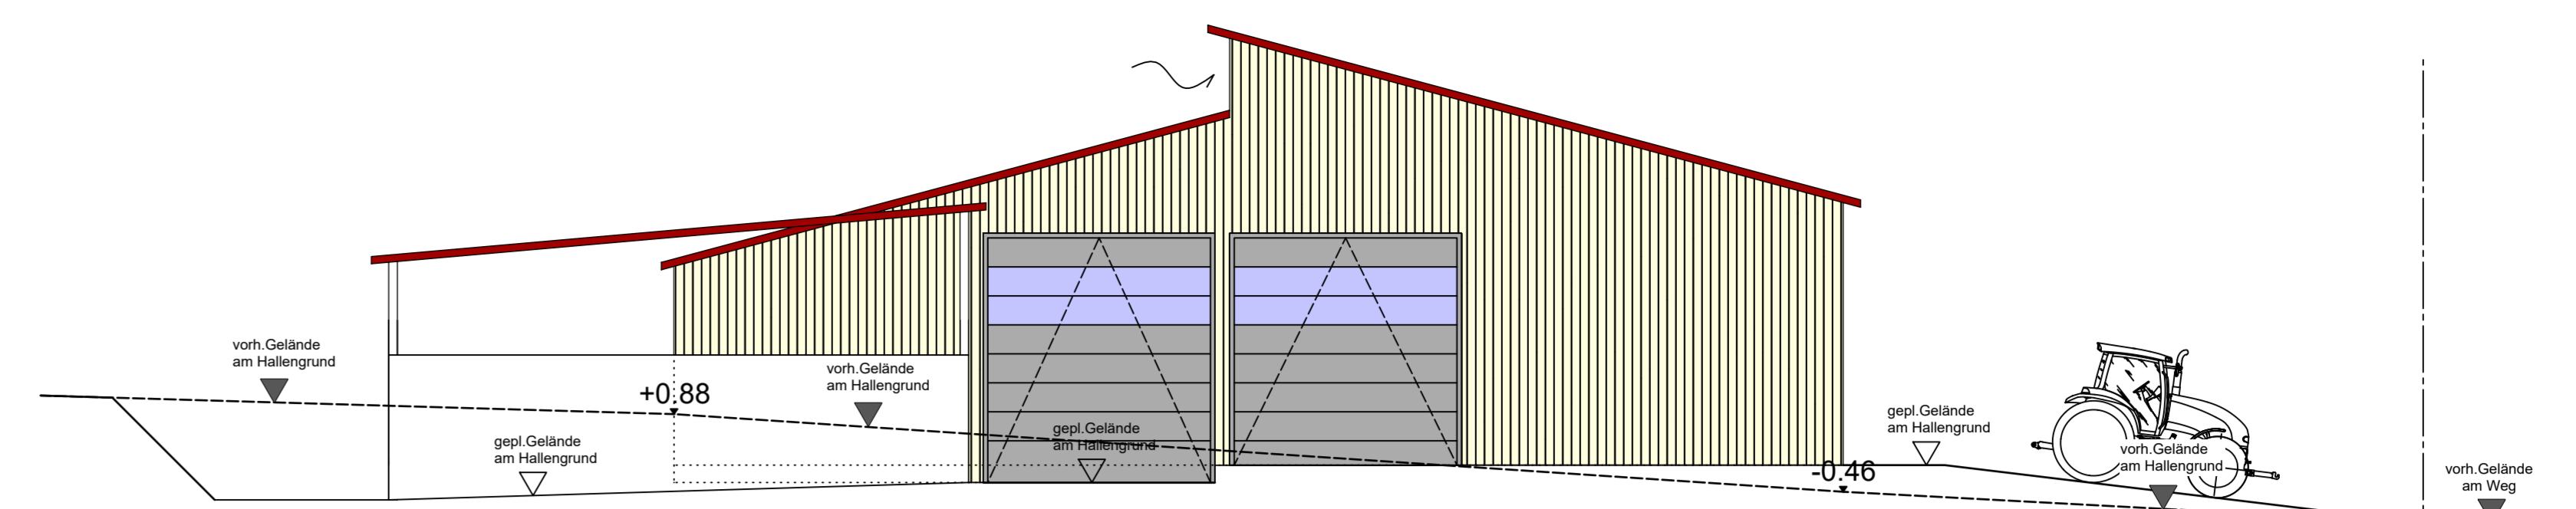 vorh.Gelände
am Hallengrund
+0.88
vorh.Gelände
am Hallengrund
gepl.Gelände
am Hallengrund
gepl.Gelände
am Hallengrund
gepl.Gelände
am Hallengrund
-0.46
vorh.Gelände
am Hallengrund
vorh.Gelände
am Weg